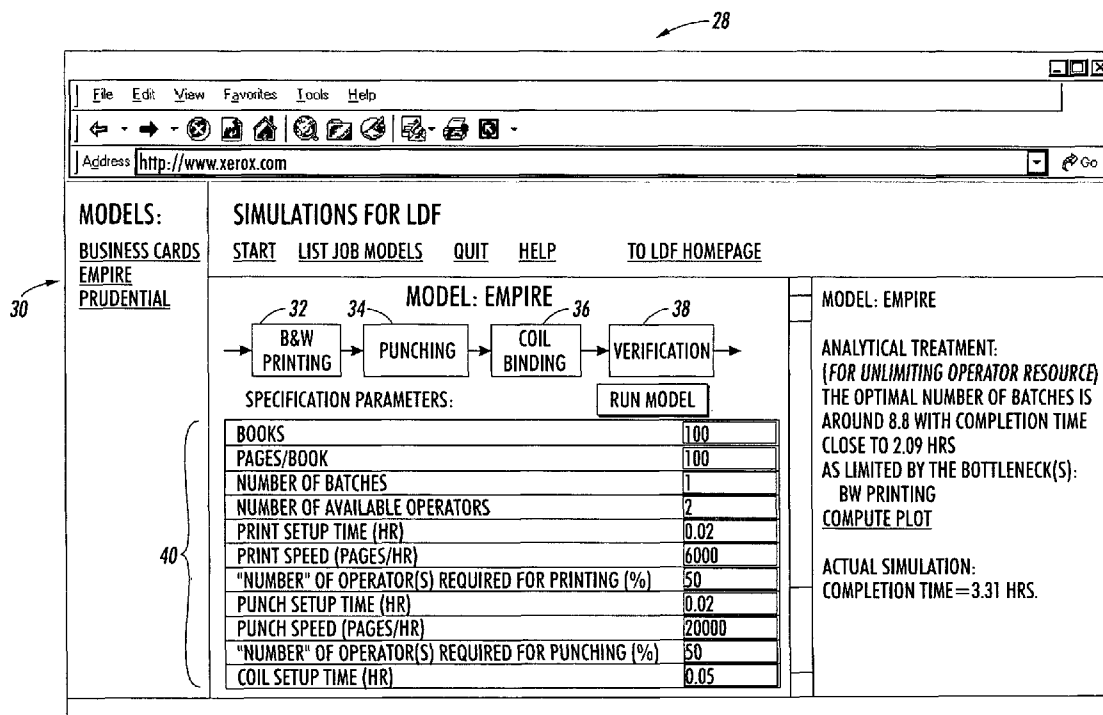 28
File Edit View Favorites Tools Help
Address http://www.xerox.com Go
30
MODELS:
BUSINESS CARDS
EMPIRE
PRUDENTIAL
SIMULATIONS FOR LDF
START LIST JOB MODELS QUIT HELP TO LDF HOMEPAGE
MODEL: EMPIRE
32 34 36 38
B&W PRINTING
PUNCHING
COIL BINDING
VERIFICATION
SPECIFICATION PARAMETERS: RUN MODEL
40
BOOKS 100
PAGES/BOOK 100
NUMBER OF BATCHES 1
NUMBER OF AVAILABLE OPERATORS 2
PRINT SETUP TIME (HR) 0.02
PRINT SPEED (PAGES/HR) 6000
"NUMBER" OF OPERATOR(S) REQUIRED FOR PRINTING (%) 50
PUNCH SETUP TIME (HR) 0.02
PUNCH SPEED (PAGES/HR) 20000
"NUMBER" OF OPERATOR(S) REQUIRED FOR PUNCHING (%) 50
COIL SETUP TIME (HR) 0.05
MODEL: EMPIRE
ANALYTICAL TREATMENT:
(FOR UNLIMITING OPERATOR RESOURCE)
THE OPTIMAL NUMBER OF BATCHES IS
AROUND 8.8 WITH COMPLETION TIME
CLOSE TO 2.09 HRS
AS LIMITED BY THE BOTTLENECK(S):
BW PRINTING
COMPUTE PLOT
ACTUAL SIMULATION:
COMPLETION TIME=3.31 HRS.